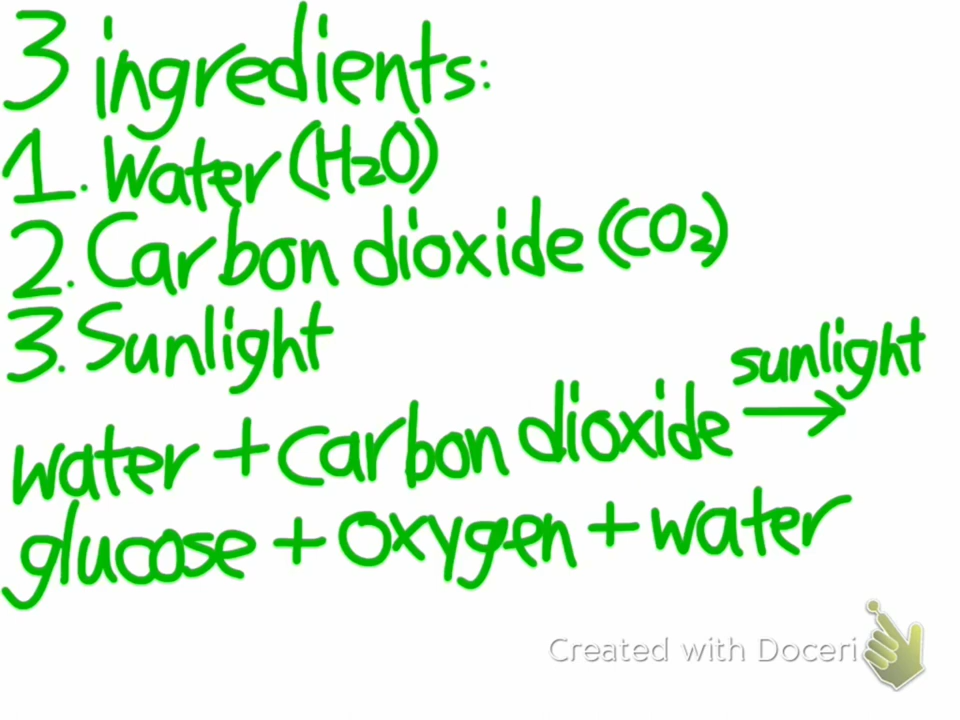 3 ingredients:
1. Water (H₂O)
2. Carbon dioxide (CO₂)
3. Sunlight
water + carbon dioxide sunlight →
glucose + oxygen + water
Created with Doceri